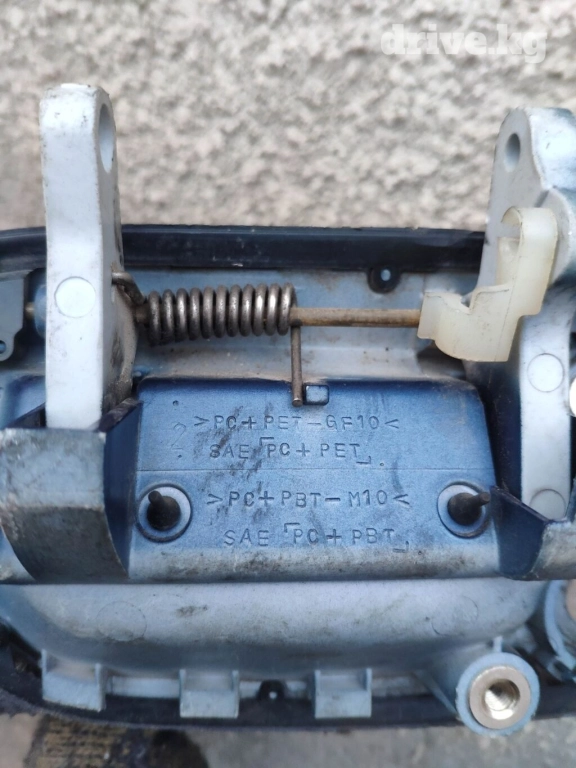 drive.kg
>PC+PET-GF10<
SAE「PC+PET」
>PC+PBT-M10<
SAE「PC+PBT」